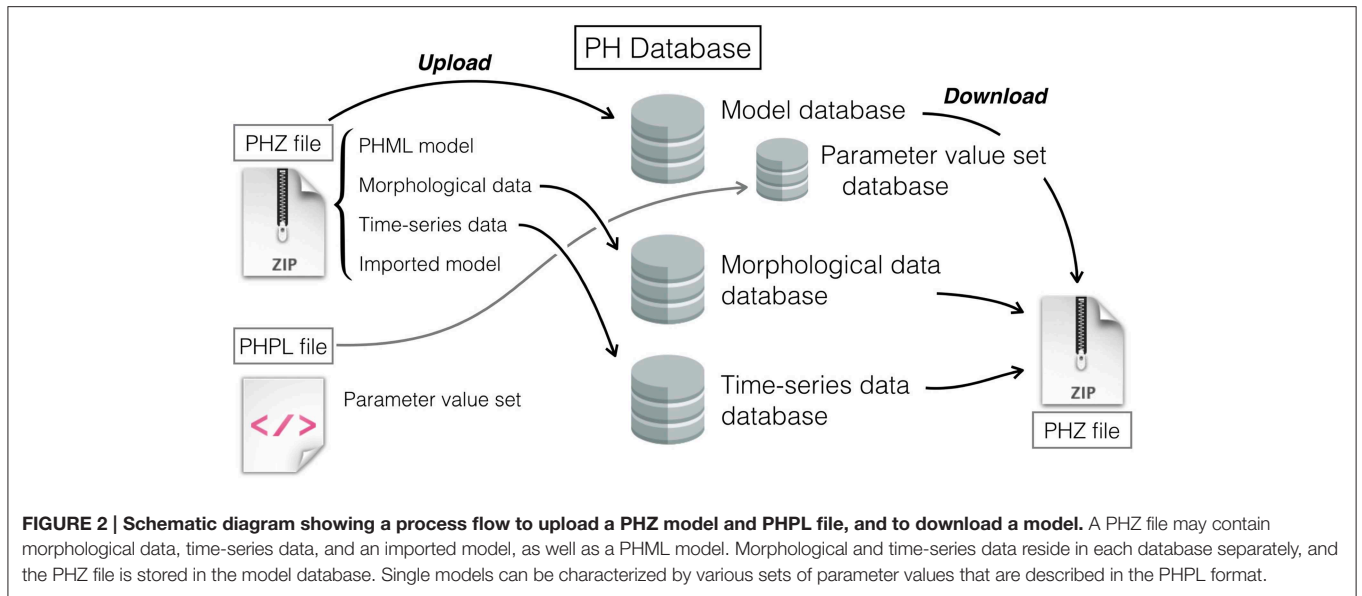 PH Database
Upload
Download
PHZ file
ZIP
PHML model
Morphological data
Time-series data
Imported model
PHPL file
</>
Parameter value set
Model database
Parameter value set
database
Morphological data
database
Time-series data
database
ZIP
PHZ file
FIGURE 2 | Schematic diagram showing a process flow to upload a PHZ model and PHPL file, and to download a model. A PHZ file may contain
morphological data, time-series data, and an imported model, as well as a PHML model. Morphological and time-series data reside in each database separately, and
the PHZ file is stored in the model database. Single models can be characterized by various sets of parameter values that are described in the PHPL format.